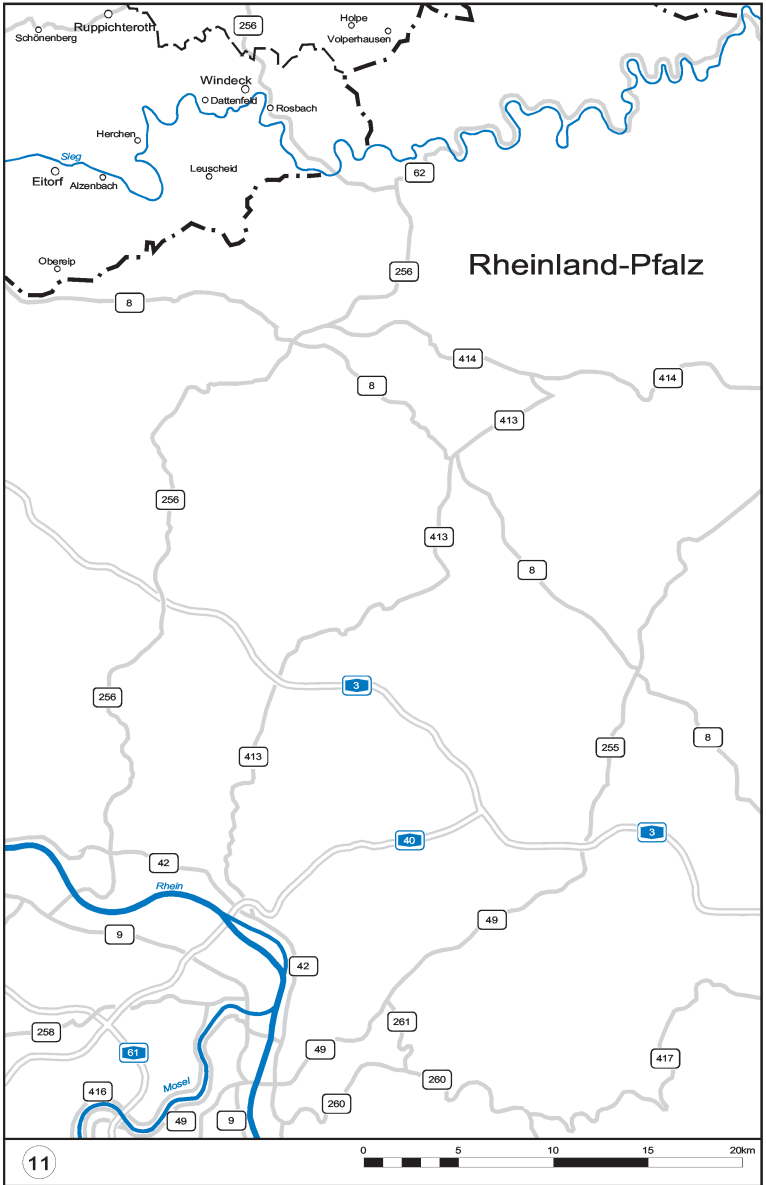 Ruppichteroth
Schönenberg
256
Holpe
Volperhausen
Windeck
Dattenfeld
Rosbach
Herchen
Sieg
Eitorf
Alzenbach
Leuscheid
62
Obereip
256
Rheinland-Pfalz
8
414
414
8
413
256
413
8
3
256
8
255
413
3
40
42
Rhein
49
9
42
261
258
49
61
417
260
Mosel
416
260
49
9
11
0 5 10 15 20km